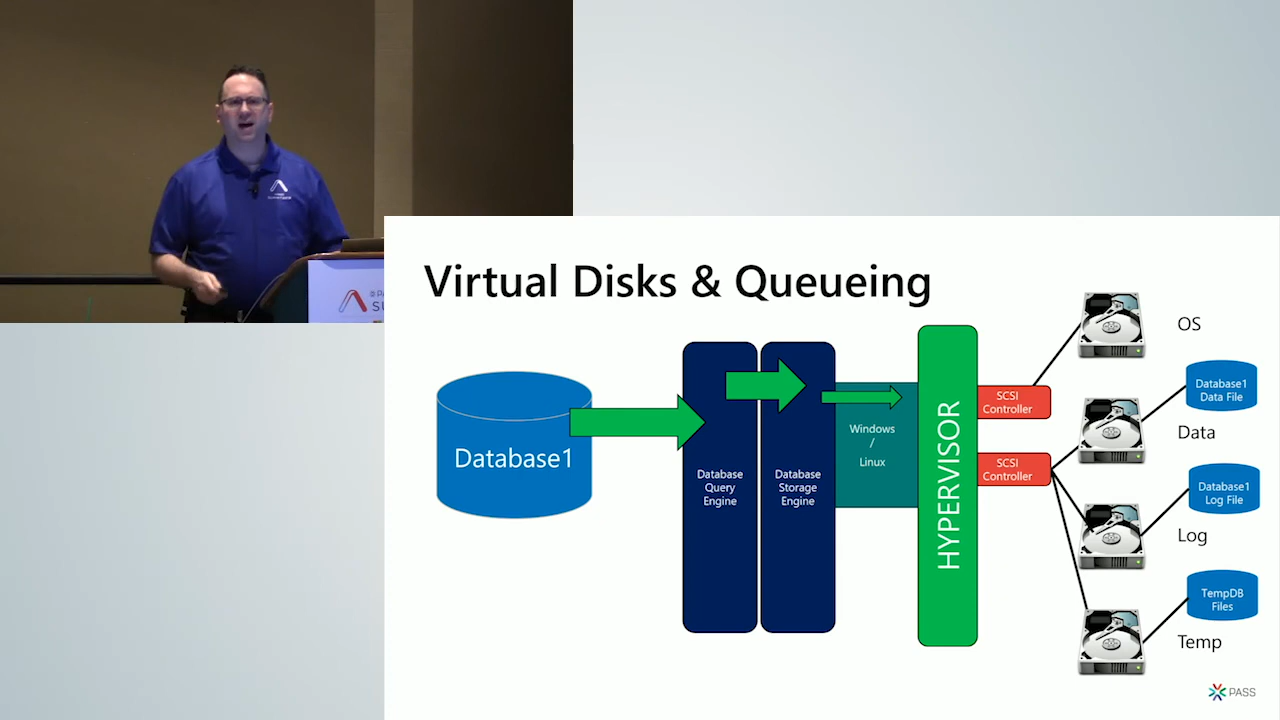 Virtual Disks & Queueing
Database1
Database
Query
Engine
Database
Storage
Engine
Windows
/
Linux
HYPERVISOR
SCSI
Controller
SCSI
Controller
OS
Database1
Data File
Data
Database1
Log File
Log
TempDB
Files
Temp
PASS